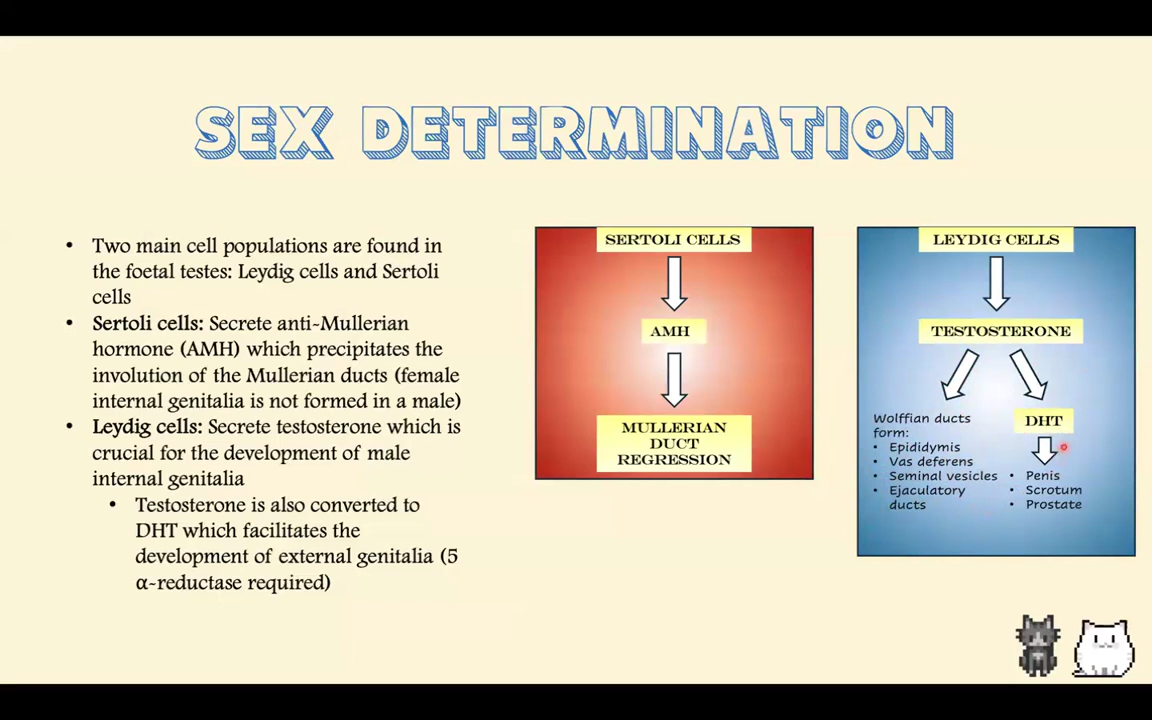 SEX DETERMINATION
• Two main cell populations are found in
the foetal testes: Leydig cells and Sertoli
cells
• Sertoli cells: Secrete anti-Mullerian
hormone (AMH) which precipitates the
involution of the Mullerian ducts (female
internal genitalia is not formed in a male)
• Leydig cells: Secrete testosterone which is
crucial for the development of male
internal genitalia
• Testosterone is also converted to
DHT which facilitates the
development of external genitalia (5
α-reductase required)
SERTOLI CELLS
AMH
MULLERIAN
DUCT
REGRESSION
LEYDIG CELLS
TESTOSTERONE
Wolffian ducts
form:
• Epididymis
• Vas deferens
• Seminal vesicles
• Ejaculatory
ducts
DHT
• Penis
• Scrotum
• Prostate